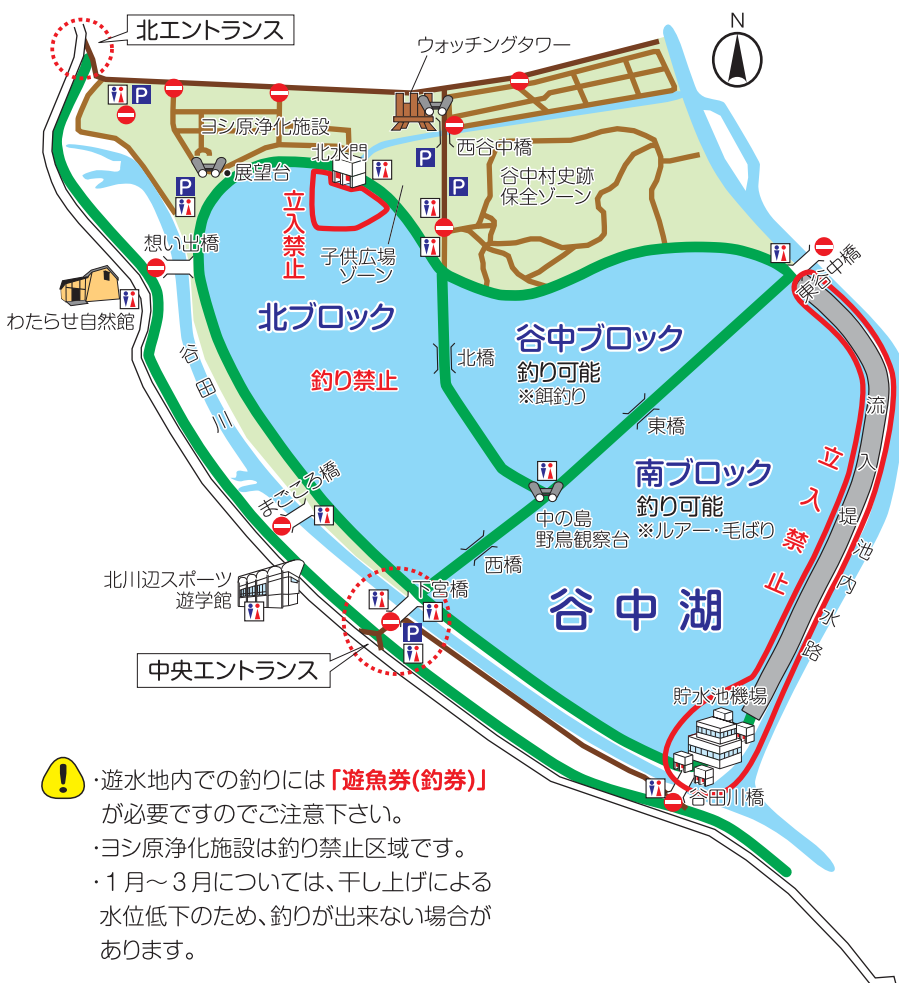 北エントランス
ウォッチングタワー
N
P
ヨシ原浄化施設
北水門
西谷中橋
P
P
展望台
谷中村史跡
保全ゾーン
P
立入禁止
子供広場
ゾーン
想い出橋
東谷中橋
わたらせ自然館
北ブロック
釣り禁止
北橋
谷中ブロック
釣り可能
※餌釣り
谷田川
東橋
流入堤池内水路
立入禁止
南ブロック
釣り可能
※ルアー・毛ばり
まごころ橋
中の島
野鳥観察台
西橋
北川辺スポーツ
遊学館
下宮橋
P
谷中湖
中央エントランス
貯水池機場
谷田川橋
!
・遊水地内での釣りには「遊魚券(釣券)」
が必要ですのでご注意下さい。
・ヨシ原浄化施設は釣り禁止区域です。
・1月～3月については、干し上げによる
水位低下のため、釣りが出来ない場合が
あります。